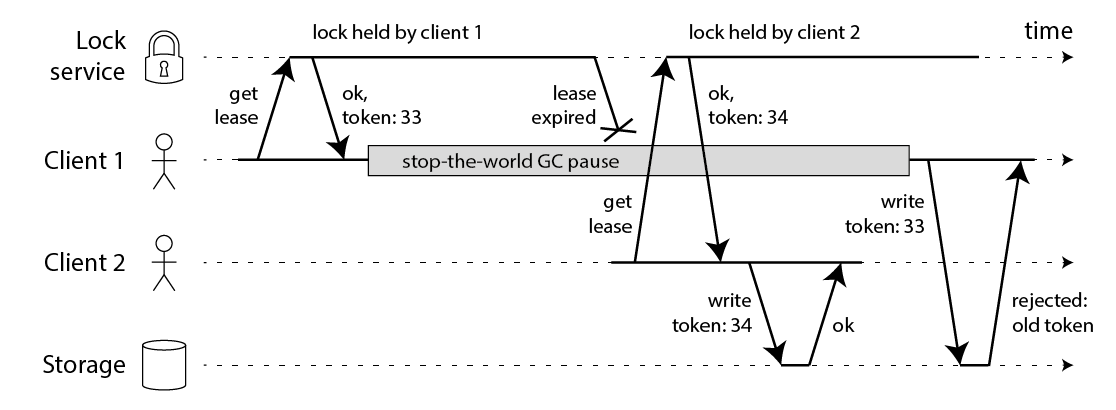 lock held by client 1
lock held by client 2
time
Lock
service
get
lease
ok,
token: 33
lease
expired
ok,
token: 34
Client 1
stop-the-world GC pause
get
lease
write
token: 33
Client 2
write
token: 34
ok
rejected:
old token
Storage